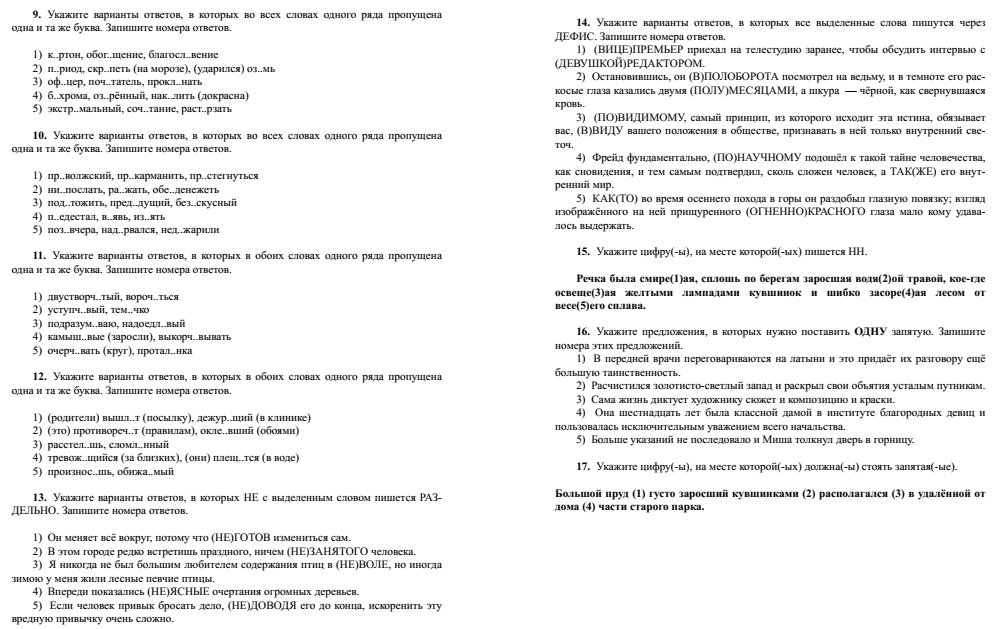 9. Укажите варианты ответов, в которых во всех словах одного ряда пропущена
одна и та же буква. Запишите номера ответов.
1) к..ртон, обог..щение, благосл..вение
2) п..риод, скр..петь (на морозе), (ударился) оз..мь
3) оф..цер, поч..татель, прокл..нать
4) б..хрома, оз..рённый, нак..лить (докрасна)
5) экстр..мальный, соч..тание, раст..рзать
10. Укажите варианты ответов, в которых во всех словах одного ряда пропущена
одна и та же буква. Запишите номера ответов.
1) пр..волжский, пр..карманить, пр..стегнуться
2) ни..послать, ра..жать, обе..денежеть
3) под..тожить, пред..дущий, без..скусный
4) п..едестал, в..явь, из..ять
5) поз..вчера, над..рвался, нед..жарили
11. Укажите варианты ответов, в которых в обоих словах одного ряда пропущена
одна и та же буква. Запишите номера ответов.
1) двустворч..тый, вороч..ться
2) уступч..вый, тем..чко
3) подразум..ваю, надоедл..вый
4) камыш..вые (заросли), выкорч..вывать
5) очерч..вать (круг), протал..нка
12. Укажите варианты ответов, в которых в обоих словах одного ряда пропущена
одна и та же буква. Запишите номера ответов.
1) (родители) вышл..т (посылку), дежур..щий (в клинике)
2) (это) противореч..т (правилам), окле..вший (обоями)
3) расстел..шь, сломл..нный
4) тревож..щийся (за близких), (они) плещ..тся (в воде)
5) произнос..шь, обижа..мый
13. Укажите варианты ответов, в которых НЕ с выделенным словом пишется РАЗ-
ДЕЛЬНО. Запишите номера ответов.
1) Он меняет всё вокруг, потому что (НЕ)ГОТОВ измениться сам.
2) В этом городе редко встретишь праздного, ничем (НЕ)ЗАНЯТОГО человека.
3) Я никогда не был большим любителем содержания птиц в (НЕ)ВОЛЕ, но иногда
зимою у меня жили лесные певчие птицы.
4) Впереди показались (НЕ)ЯСНЫЕ очертания огромных деревьев.
5) Если человек привык бросать дело, (НЕ)ДОВОДЯ его до конца, искоренить эту
вредную привычку очень сложно.
14. Укажите варианты ответов, в которых все выделенные слова пишутся через
ДЕФИС. Запишите номера ответов.
1) (ВИЦЕ)ПРЕМЬЕР приехал на телестудию заранее, чтобы обсудить интервью с
(ДЕВУШКОЙ)РЕДАКТОРОМ.
2) Остановившись, он (В)ПОЛОБОРОТА посмотрел на ведьму, и в темноте его рас-
косые глаза казались двумя (ПОЛУ)МЕСЯЦАМИ, а шкура — чёрной, как свернувшаяся
кровь.
3) (ПО)ВИДИМОМУ, самый принцип, из которого исходит эта истина, обязывает
вас, (В)ВИДУ вашего положения в обществе, признавать в ней только внутренний све-
точ.
4) Фрейд фундаментально, (ПО)НАУЧНОМУ подошёл к такой тайне человечества,
как сновидения, и тем самым подтвердил, сколь сложен человек, а ТАК(ЖЕ) его внут-
ренний мир.
5) КАК(ТО) во время осеннего похода в горы он раздобыл глазную повязку; взгляд
изображённого на ней прищуренного (ОГНЕННО)КРАСНОГО глаза мало кому удава-
лось выдержать.
15. Укажите цифру(-ы), на месте которой(-ых) пишется НН.
Речка была смире(1)ая, сплошь по берегам заросшая водя(2)ой травой, кое-где
освеще(3)ая желтыми лампадами кувшинок и шибко засоре(4)ая лесом от
весе(5)его сплава.
16. Укажите предложения, в которых нужно поставить ОДНУ запятую. Запишите
номера этих предложений.
1) В передней врачи переговариваются на латыни и это придаёт их разговору ещё
большую таинственность.
2) Расчистился золотисто-светлый запад и раскрыл свои объятия усталым путникам.
3) Сама жизнь диктует художнику сюжет и композицию и краски.
4) Она шестнадцать лет была классной дамой в институте благородных девиц и
пользовалась исключительным уважением всего начальства.
5) Больше указаний не последовало и Миша толкнул дверь в горницу.
17. Укажите цифру(-ы), на месте которой(-ых) должна(-ы) стоять запятая(-ые).
Большой пруд (1) густо заросший кувшинками (2) располагался (3) в удалённой от
дома (4) части старого парка.